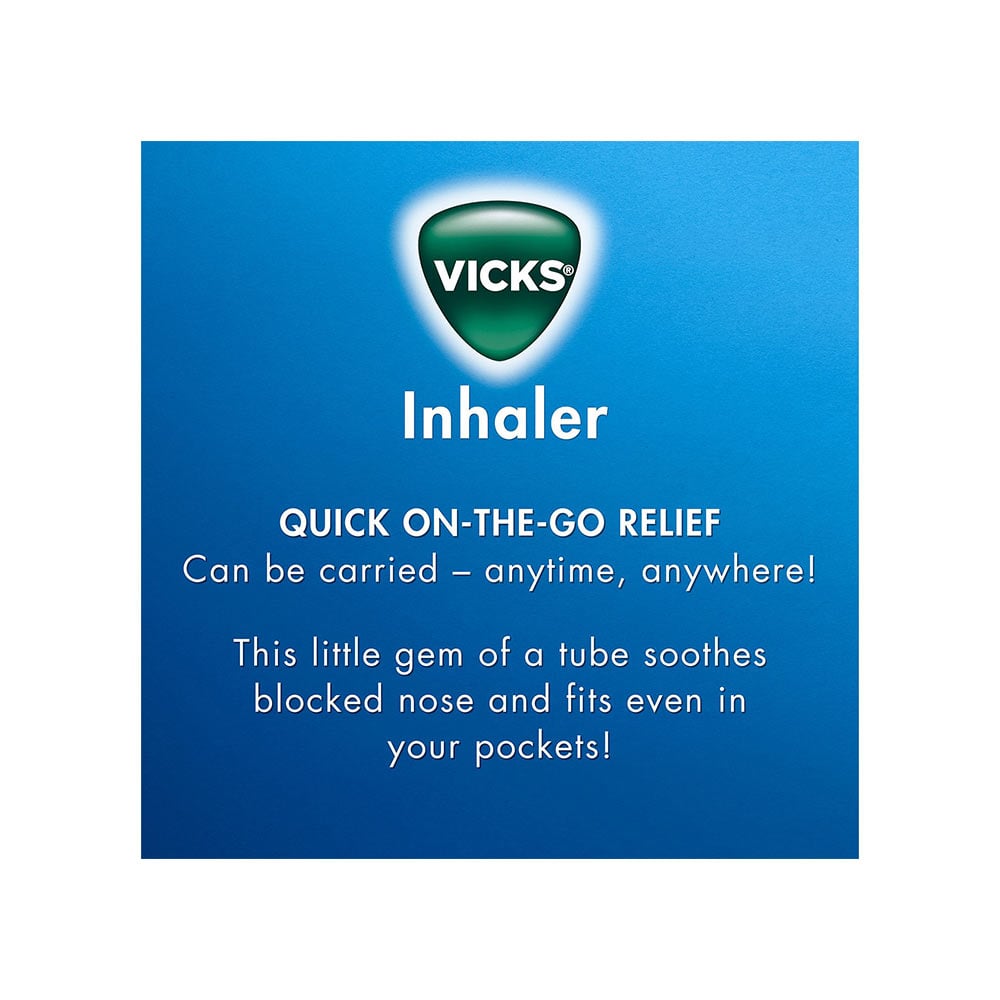 VICKS®
Inhaler
QUICK ON-THE-GO RELIEF
Can be carried – anytime, anywhere!
This little gem of a tube soothes
blocked nose and fits even in
your pockets!